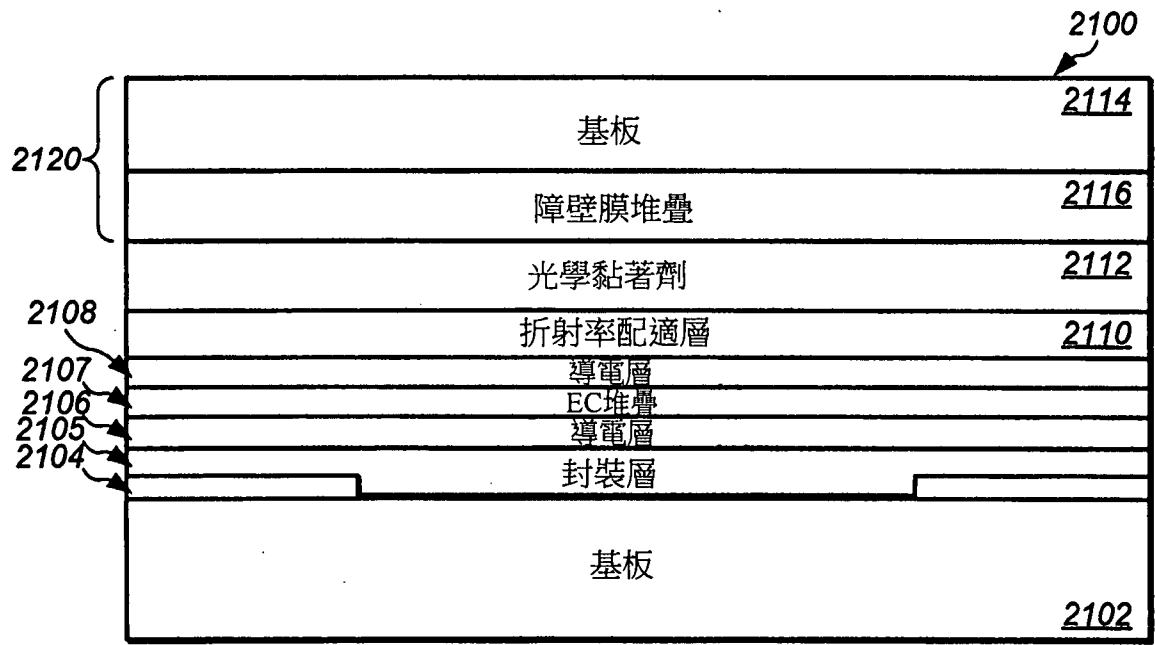 2100
2114
基板
2120
2116
障壁膜堆疊
2112
光學黏著劑
2108
折射率配適層
2110
2107
導電層
2106
EC堆疊
2105
導電層
2104
封裝層
基板
2102